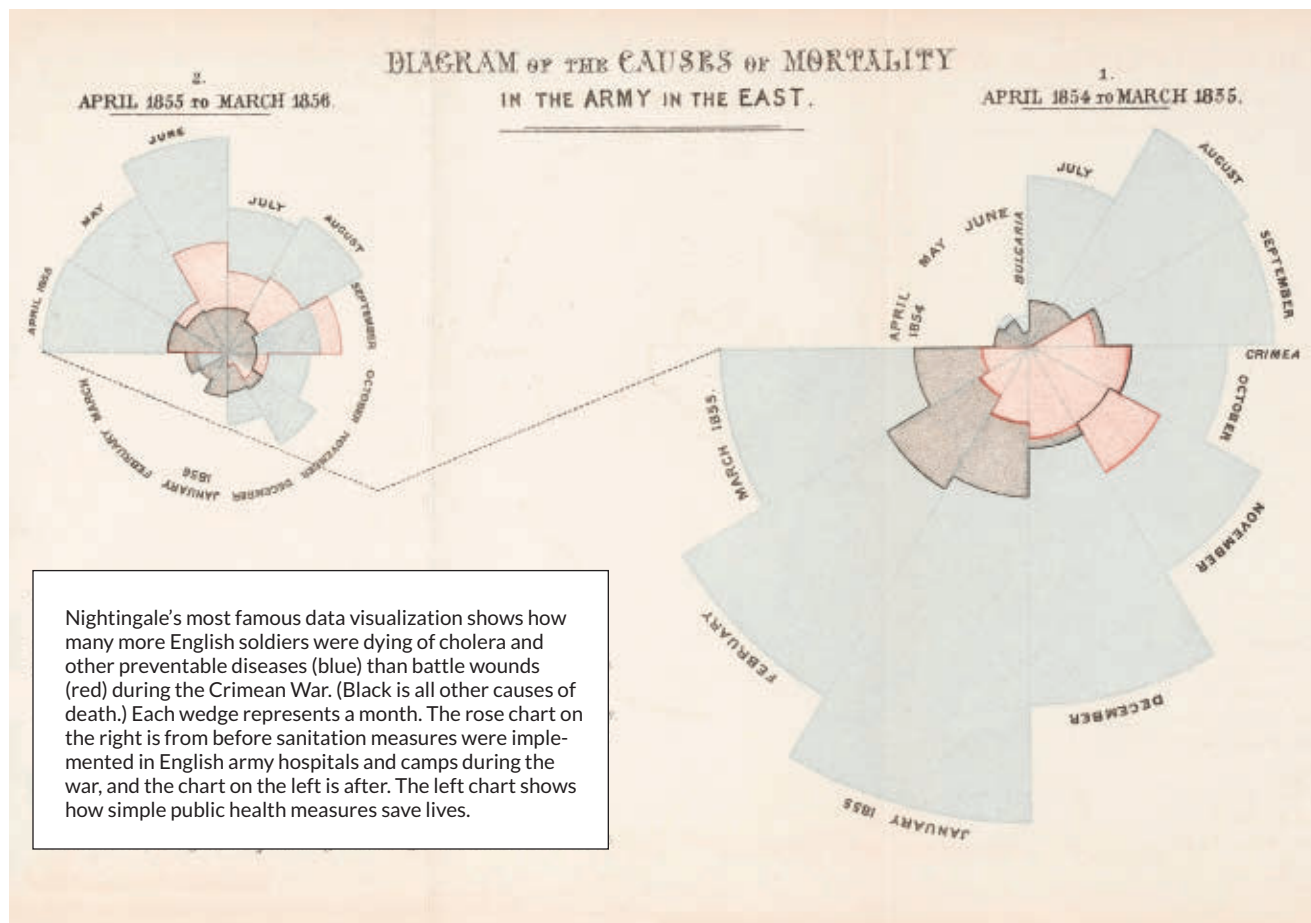 DIAGRAM OF THE CAUSES OF MORTALITY
IN THE ARMY IN THE EAST.
2.
APRIL 1855 TO MARCH 1856.
JUNE
JULY
AUGUST
MAY
SEPTEMBER
APRIL 1855
OCTOBER
NOVEMBER
DECEMBER
JANUARY
1856
FEBRUARY
MARCH
1.
APRIL 1854 TO MARCH 1855.
JULY
AUGUST
JUNE
BULGARIA
MAY
SEPTEMBER
APRIL
1854
CRIMEA
OCTOBER
MARCH 1855.
NOVEMBER
FEBRUARY
DECEMBER
JANUARY 1855
Nightingale’s most famous data visualization shows how
many more English soldiers were dying of cholera and
other preventable diseases (blue) than battle wounds
(red) during the Crimean War. (Black is all other causes of
death.) Each wedge represents a month. The rose chart on
the right is from before sanitation measures were imple-
mented in English army hospitals and camps during the
war, and the chart on the left is after. The left chart shows
how simple public health measures save lives.